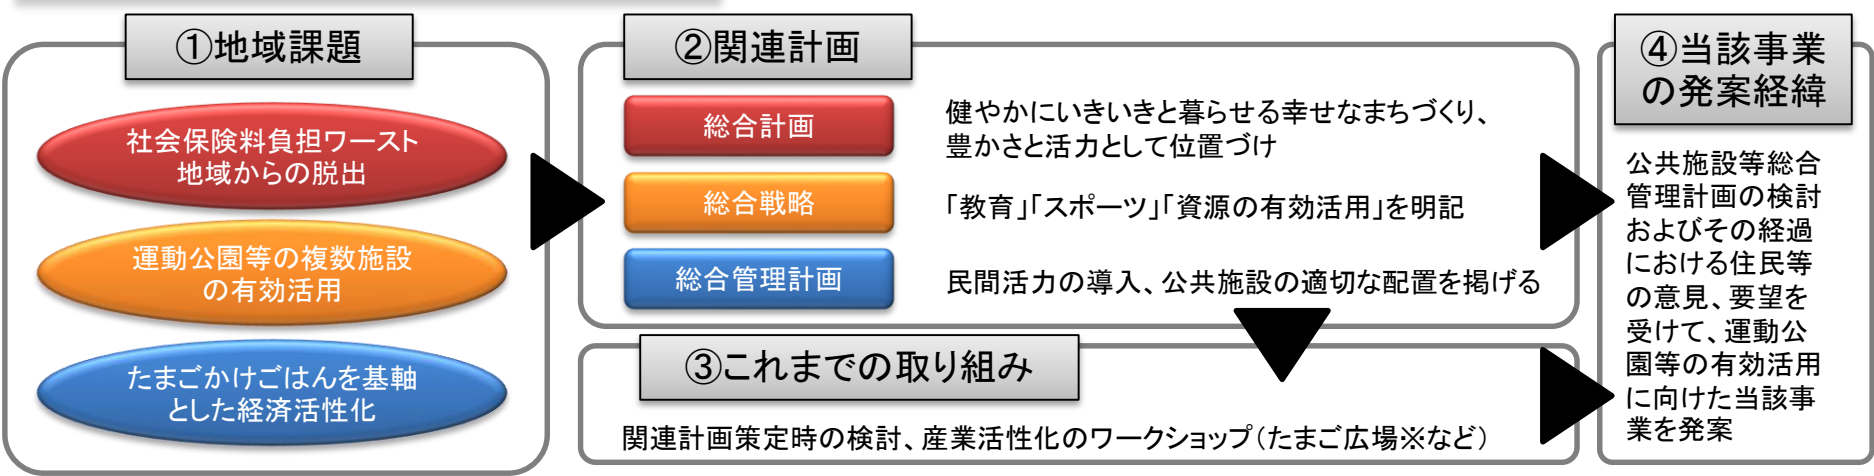 ①地域課題
社会保険料負担ワースト
地域からの脱出
運動公園等の複数施設
の有効活用
たまごかけごはんを基軸
とした経済活性化
②関連計画
総合計画
健やかにいきいきと暮らせる幸せなまちづくり、
豊かさと活力として位置づけ
総合戦略
「教育」「スポーツ」「資源の有効活用」を明記
総合管理計画
民間活力の導入、公共施設の適切な配置を掲げる
③これまでの取り組み
関連計画策定時の検討、産業活性化のワークショップ（たまご広場※など）
④当該事業
の発案経緯
公共施設等総合
管理計画の検討
およびその経過
における住民等
の意見、要望を
受けて、運動公
園等の有効活用
に向けた当該事
業を発案